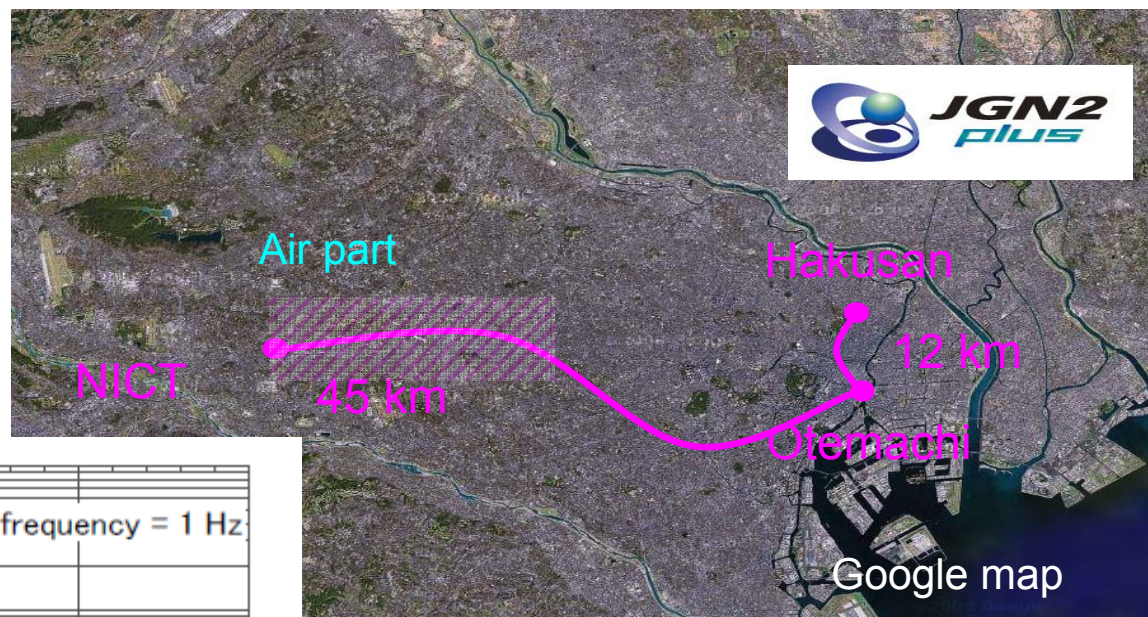 JGN2
plus
Air part
Hakusan
NICT
45 km
12 km
Otemachi
frequency = 1 Hz
Google map